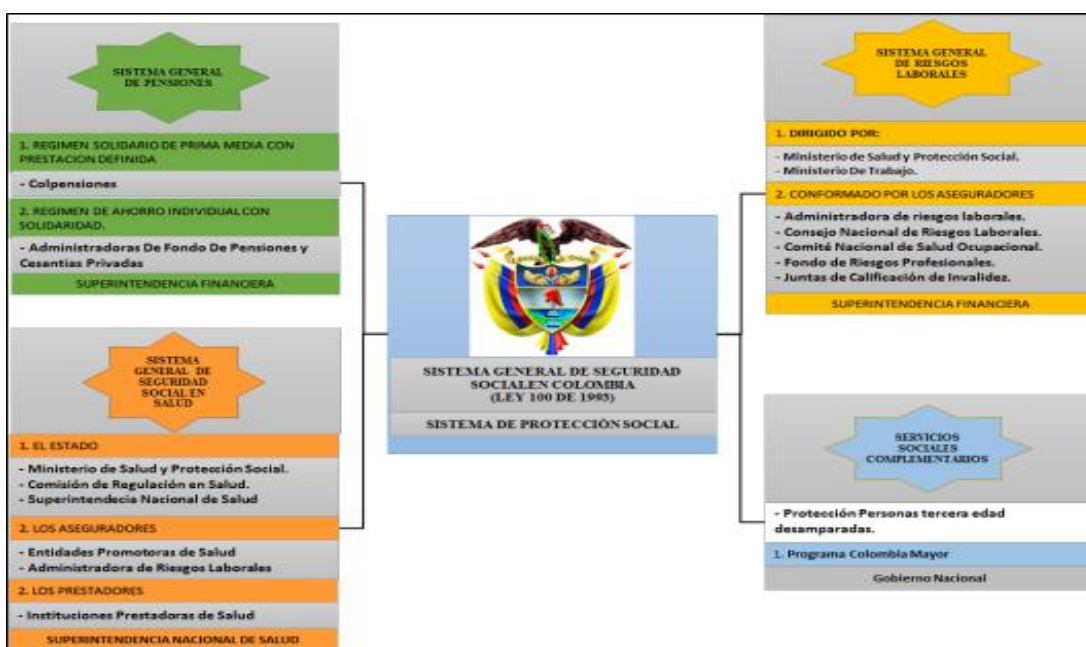 SISTEMA GENERAL
DE PENSIONES
1. REGIMEN SOLIDARIO DE PRIMA MEDIA CON
PRESTACION DEFINIDA
- Colpensiones
2. REGIMEN DE AHORRO INDIVIDUAL CON
SOLIDARIDAD.
- Administradoras De Fondo De Pensiones y
Cesantias Privadas
SUPERINTENDENCIA FINANCIERA
SISTEMA
GENERAL DE
SEGURIDAD
SOCIAL EN
SALUD
1. EL ESTADO
- Ministerio de Salud y Protección Social.
- Comisión de Regulación en Salud.
- Superintendecia Nacional de Salud
2. LOS ASEGURADORES
- Entidades Promotoras de Salud
- Administradora de Riesgos Laborales
2. LOS PRESTADORES
- Instituciones Prestadoras de Salud
SUPERINTENDENCIA NACIONAL DE SALUD
SISTEMA GENERAL DE SEGURIDAD
SOCIALEN COLOMBIA
(LEY 100 DE 1993)
SISTEMA DE PROTECCIÓN SOCIAL
SISTEMA GENERAL
DE RIESGOS
LABORALES
1. DIRIGIDO POR:
- Ministerio de Salud y Protección Social.
- Ministerio De Trabajo.
2. CONFORMADO POR LOS ASEGURADORES
- Administradora de riesgos laborales.
- Consejo Nacional de Riesgos Laborales.
- Comité Nacional de Salud Ocupacional.
- Fondo de Riesgos Profesionales.
- Juntas de Calificación de Invalidez.
SUPERINTENDENCIA FINANCIERA
SERVICIOS
SOCIALES
COMPLEMENTARIOS
- Protección Personas tercera edad
desamparadas.
1. Programa Colombia Mayor
Gobierno Nacional